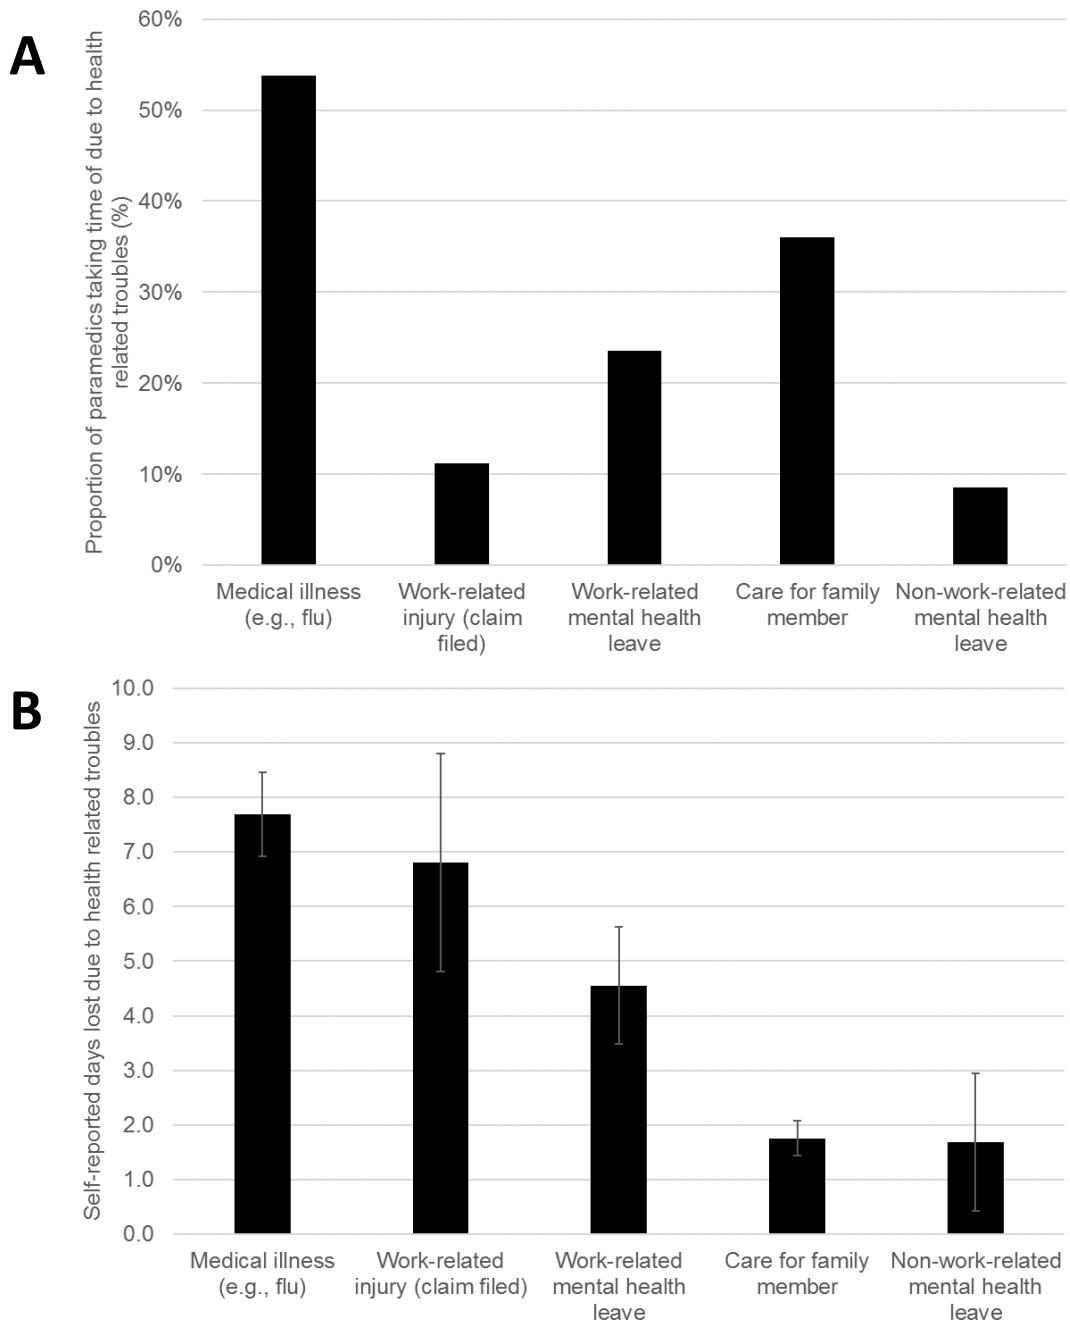 A
Proportion of paramedics taking time of due to health
related troubles (%)
60%
50%
40%
30%
20%
10%
0%
Medical illness
(e.g., flu)
Work-related
injury (claim
filed)
Work-related
mental health
leave
Care for family
member
Non-work-related
mental health
leave
B
Self-reported days lost due to health related troubles
10.0
9.0
8.0
7.0
6.0
5.0
4.0
3.0
2.0
1.0
0.0
Medical illness
(e.g., flu)
Work-related
injury (claim filed)
Work-related
mental health
leave
Care for family
member
Non-work-related
mental health
leave